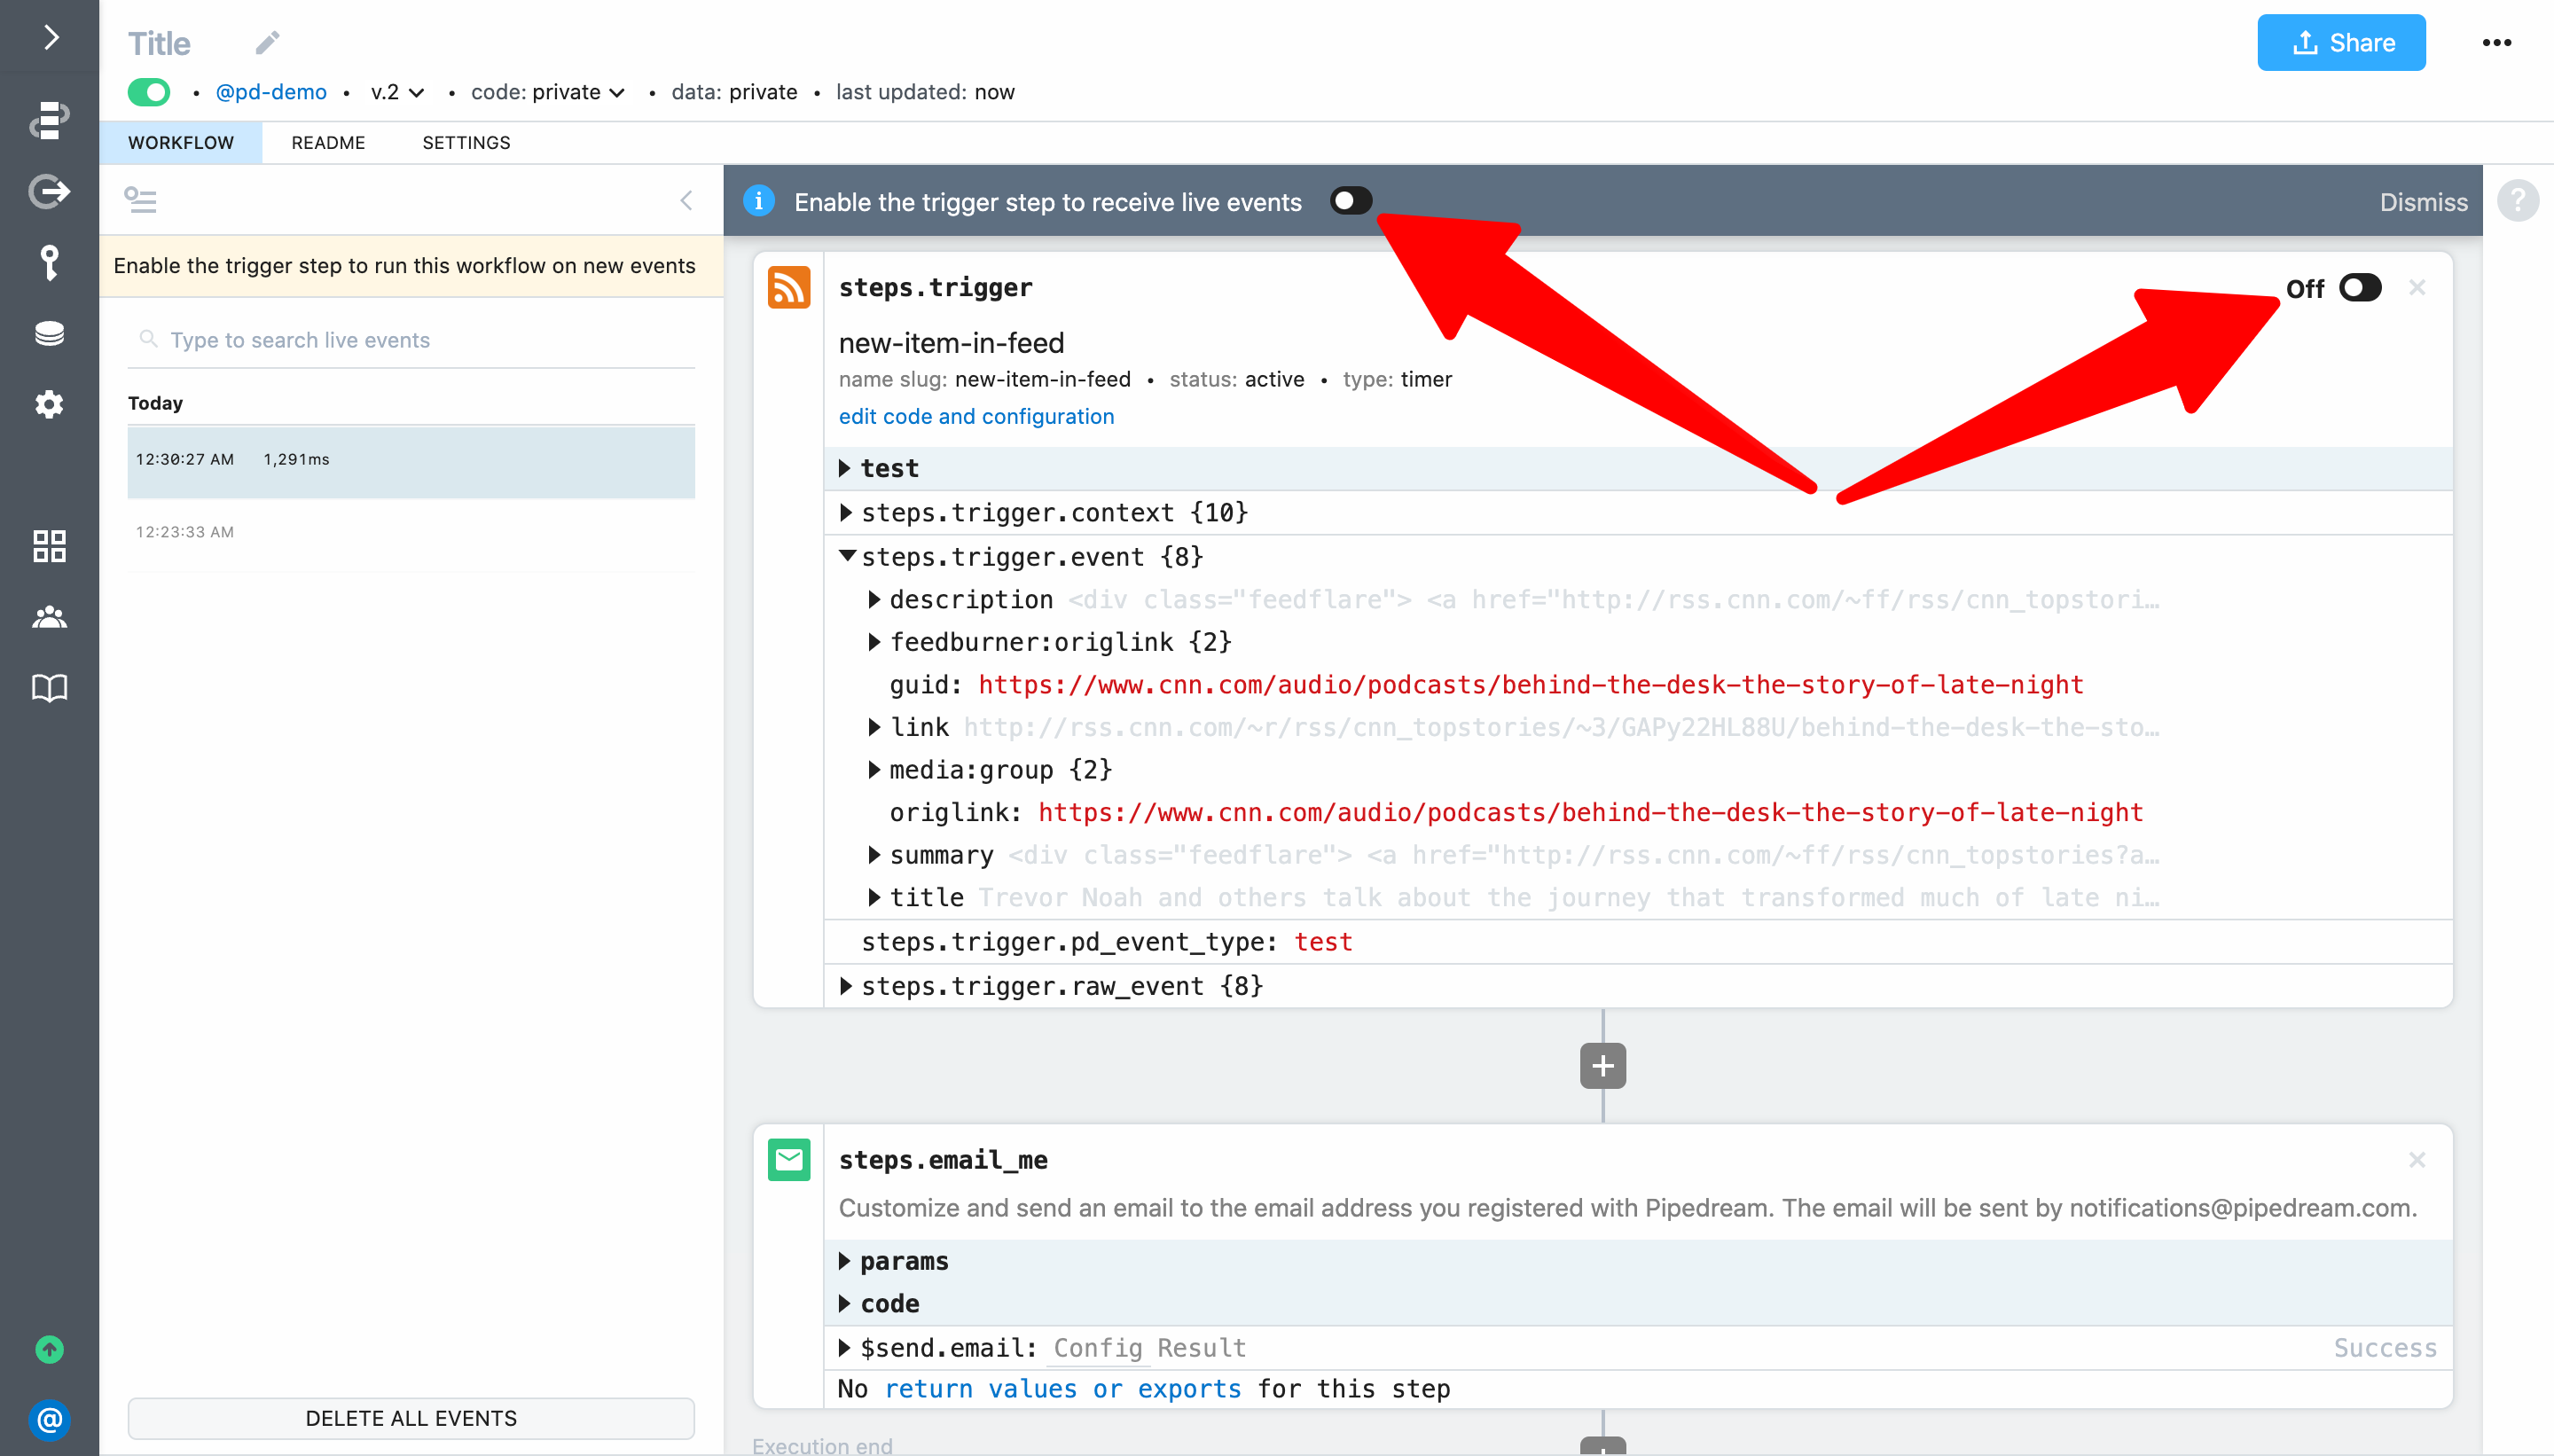 Title
Share
• @pd-demo • v.2 • code: private • data: private • last updated: now
WORKFLOW README SETTINGS
Enable the trigger step to receive live events
Dismiss
?
Enable the trigger step to run this workflow on new events
Type to search live events
Today
12:30:27 AM 1,291ms
12:23:33 AM
DELETE ALL EVENTS
steps.trigger
Off
new-item-in-feed
name slug: new-item-in-feed • status: active • type: timer
edit code and configuration
test
steps.trigger.context {10}
steps.trigger.event {8}
description <div class="feedflare"> <a href="http://rss.cnn.com/~ff/rss/cnn_topstori…
feedburner:origlink {2}
guid: https://www.cnn.com/audio/podcasts/behind-the-desk-the-story-of-late-night
link http://rss.cnn.com/~r/rss/cnn_topstories/~3/GAPy22HL88U/behind-the-desk-the-sto…
media:group {2}
origlink: https://www.cnn.com/audio/podcasts/behind-the-desk-the-story-of-late-night
summary <div class="feedflare"> <a href="http://rss.cnn.com/~ff/rss/cnn_topstories?a…
title Trevor Noah and others talk about the journey that transformed much of late ni…
steps.trigger.pd_event_type: test
steps.trigger.raw_event {8}
steps.email_me
Customize and send an email to the email address you registered with Pipedream. The email will be sent by notifications@pipedream.com.
params
code
$send.email: Config Result
Success
No return values or exports for this step
Execution end